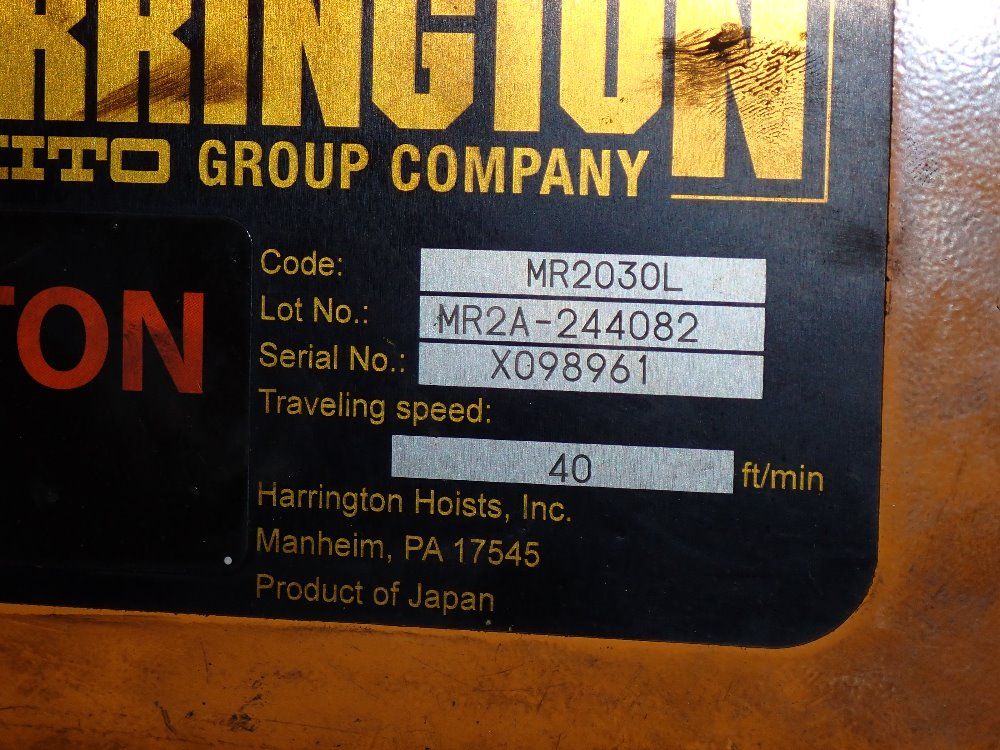 RRINGTON
KITO GROUP COMPANY
TON
Code: MR2030L
Lot No.: MR2A-244082
Serial No.: X098961
Traveling speed:
40 ft/min
Harrington Hoists, Inc.
Manheim, PA 17545
Product of Japan